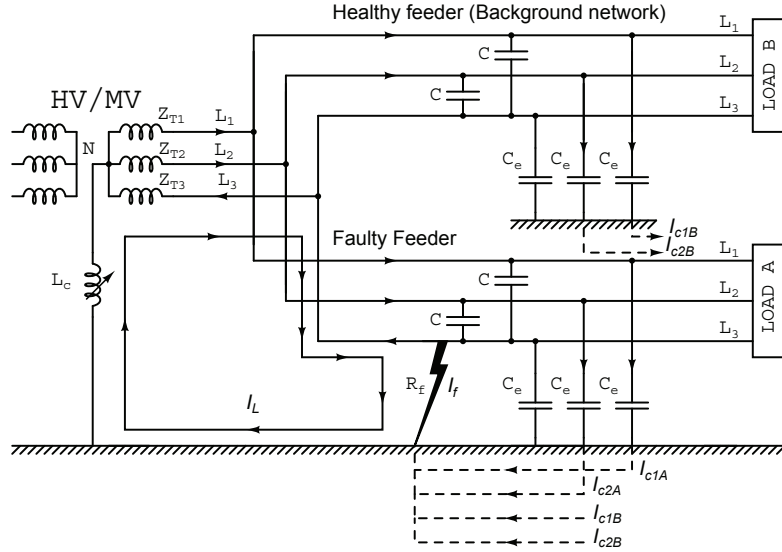 Healthy feeder (Background network)
L1
C
LOAD B
L2
C
HV/MV
ZT1
L1
L3
N
ZT2
L2
Ce
Ce
Ce
ZT3
L3
Ic1B
Ic2B
Faulty Feeder
L1
C
LOAD A
Lc
L2
C
L3
Rf
If
Ce
Ce
Ce
IL
Ic1A
Ic2A
Ic1B
Ic2B